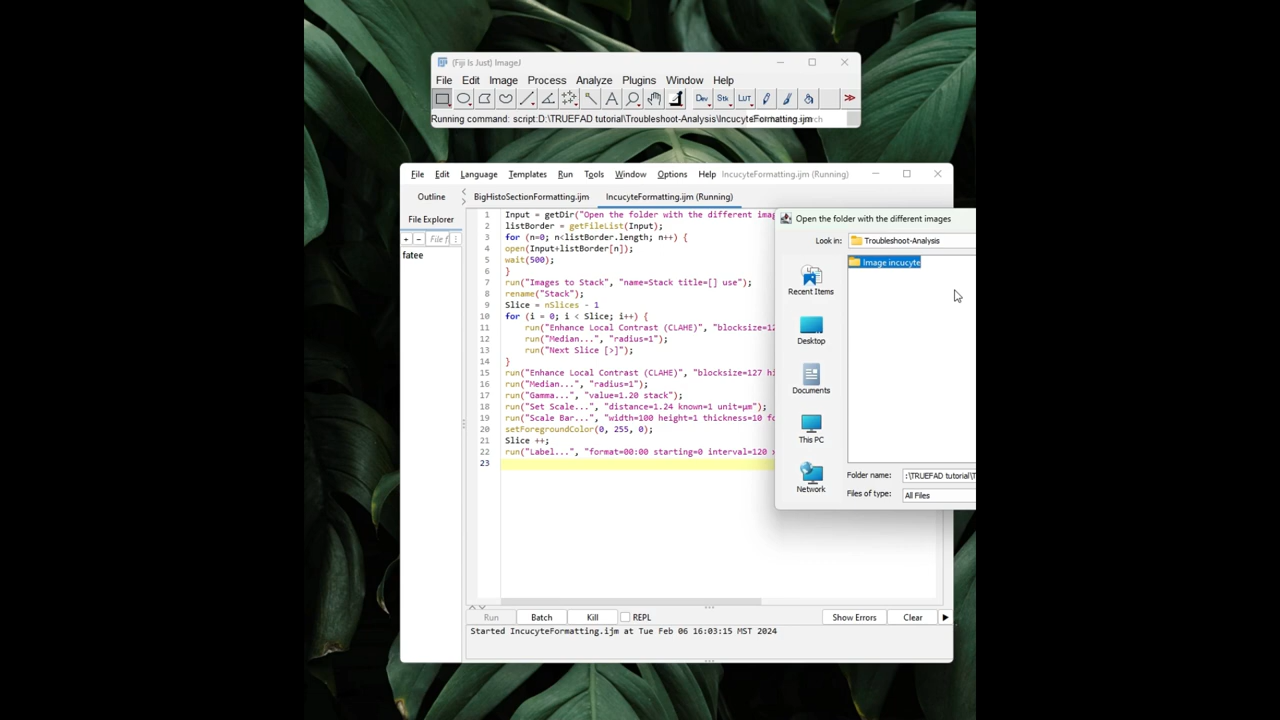 (Fiji Is Just) ImageJ
File Edit Image Process Analyze Plugins Window Help
Dev Stk LUT
Running command: script:D:\TRUEFAD tutorial\Troubleshoot-Analysis\IncucyteFormatting.ijm
File Edit Language Templates Run Tools Window Options Help IncucyteFormatting.ijm (Running)
Outline
BigHistoSectionFormatting.ijm IncucyteFormatting.ijm (Running)
File Explorer
+ − File f
fatee
1 Input = getDir("Open the folder with the different imag
2 listBorder = getFileList(Input);
3 for (n=0; n<listBorder.length; n++) {
4 open(Input+listBorder[n]);
5 wait(500);
6 }
7 run("Images to Stack", "name=Stack title=[] use");
8 rename("Stack");
9 Slice = nSlices - 1
10 for (i = 0; i < Slice; i++) {
11 run("Enhance Local Contrast (CLAHE)", "blocksize=12
12 run("Median...", "radius=1");
13 run("Next Slice [>]");
14 }
15 run("Enhance Local Contrast (CLAHE)", "blocksize=127 hi
16 run("Median...", "radius=1");
17 run("Gamma...", "value=1.20 stack");
18 run("Set Scale...", "distance=1.24 known=1 unit=µm");
19 run("Scale Bar...", "width=100 height=1 thickness=10 fo
20 setForegroundColor(0, 255, 0);
21 Slice ++;
22 run("Label...", "format=00:00 starting=0 interval=120 x
23
Open the folder with the different images
Look in: Troubleshoot-Analysis
Image incucyte
Recent Items
Desktop
Documents
This PC
Network
Folder name: :\TRUEFAD tutorial\T
Files of type: All Files
Run Batch Kill REPL Show Errors Clear
Started IncucyteFormatting.ijm at Tue Feb 06 16:03:15 MST 2024